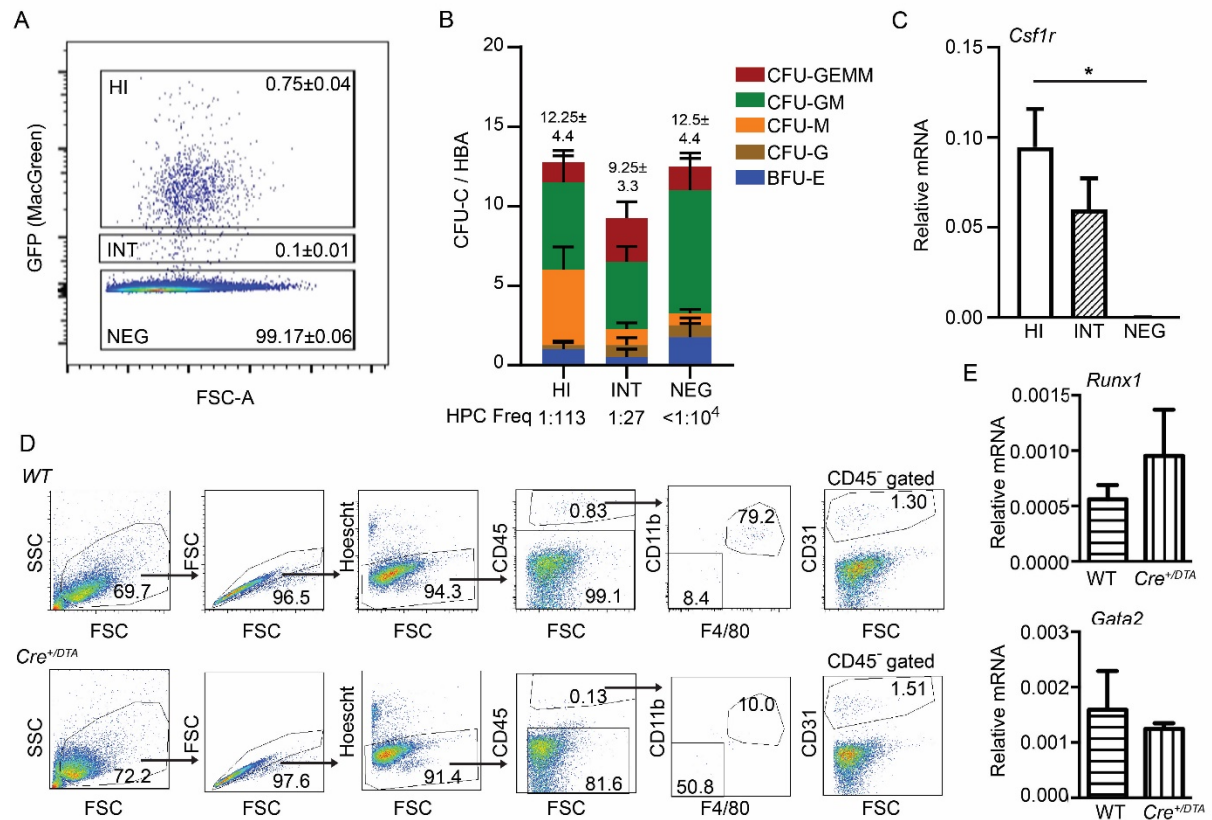 A
HI
0.75±0.04
INT
0.1±0.01
NEG
99.17±0.06
GFP (MacGreen)
FSC-A
B
20
15
10
5
0
CFU-C / HBA
12.25±
4.4
9.25±
3.3
12.5±
4.4
CFU-GEMM
CFU-GM
CFU-M
CFU-G
BFU-E
HI INT NEG
HPC Freq 1:113 1:27 <1:10⁴
C
Csf1r
*
0.15
0.10
0.05
0.00
Relative mRNA
HI INT NEG
D
WT
SSC
69.7
FSC
FSC
96.5
FSC
Hoescht
94.3
FSC
CD45
0.83
99.1
FSC
CD11b
79.2
8.4
F4/80
CD45⁻ gated
CD31
1.30
FSC
Cre+/DTA
SSC
72.2
FSC
FSC
97.6
FSC
Hoescht
91.4
FSC
CD45
0.13
81.6
FSC
CD11b
10.0
50.8
F4/80
CD45⁻ gated
CD31
1.51
FSC
E
Runx1
0.0015
0.0010
0.0005
0.0000
Relative mRNA
WT Cre+/DTA
Gata2
0.003
0.002
0.001
0.000
Relative mRNA
WT Cre+/DTA